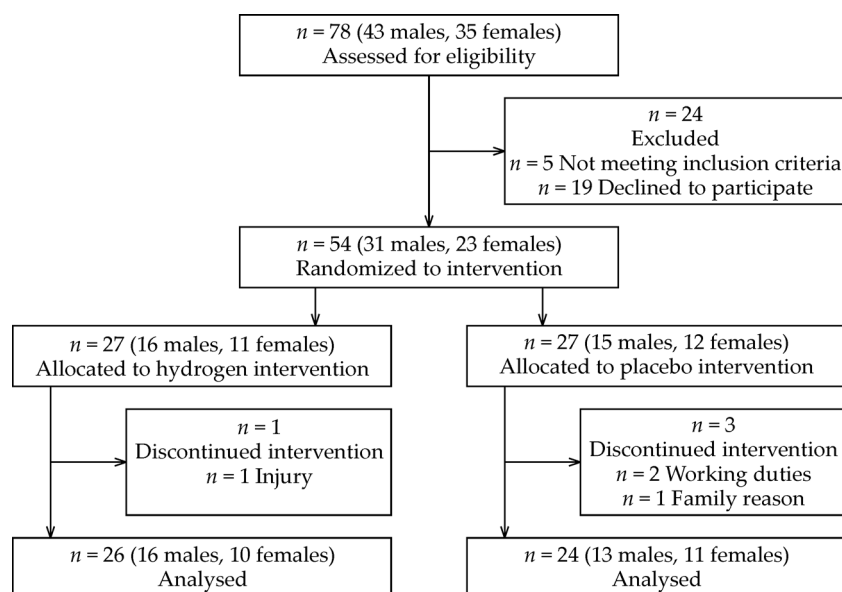 n = 78 (43 males, 35 females)
Assessed for eligibility
n = 24
Excluded
n = 5 Not meeting inclusion criteria
n = 19 Declined to participate
n = 54 (31 males, 23 females)
Randomized to intervention
n = 27 (16 males, 11 females)
Allocated to hydrogen intervention
n = 27 (15 males, 12 females)
Allocated to placebo intervention
n = 1
Discontinued intervention
n = 1 Injury
n = 3
Discontinued intervention
n = 2 Working duties
n = 1 Family reason
n = 26 (16 males, 10 females)
Analysed
n = 24 (13 males, 11 females)
Analysed